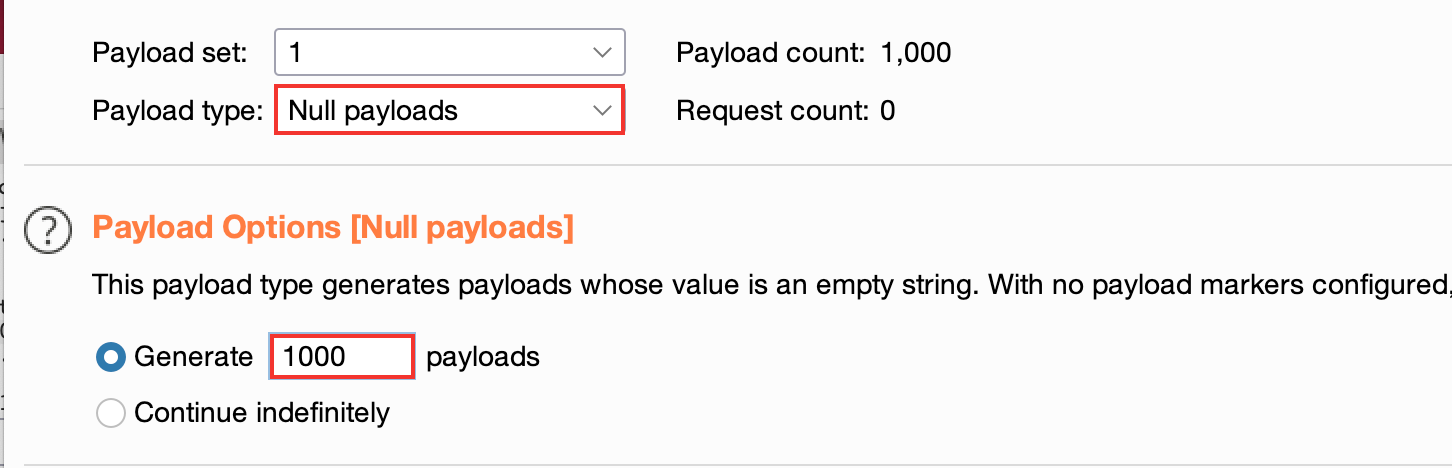 Payload set: 1 Payload count: 1,000
Payload type: Null payloads Request count: 0
? Payload Options [Null payloads]
This payload type generates payloads whose value is an empty string. With no payload markers configured,
Generate 1000 payloads
Continue indefinitely